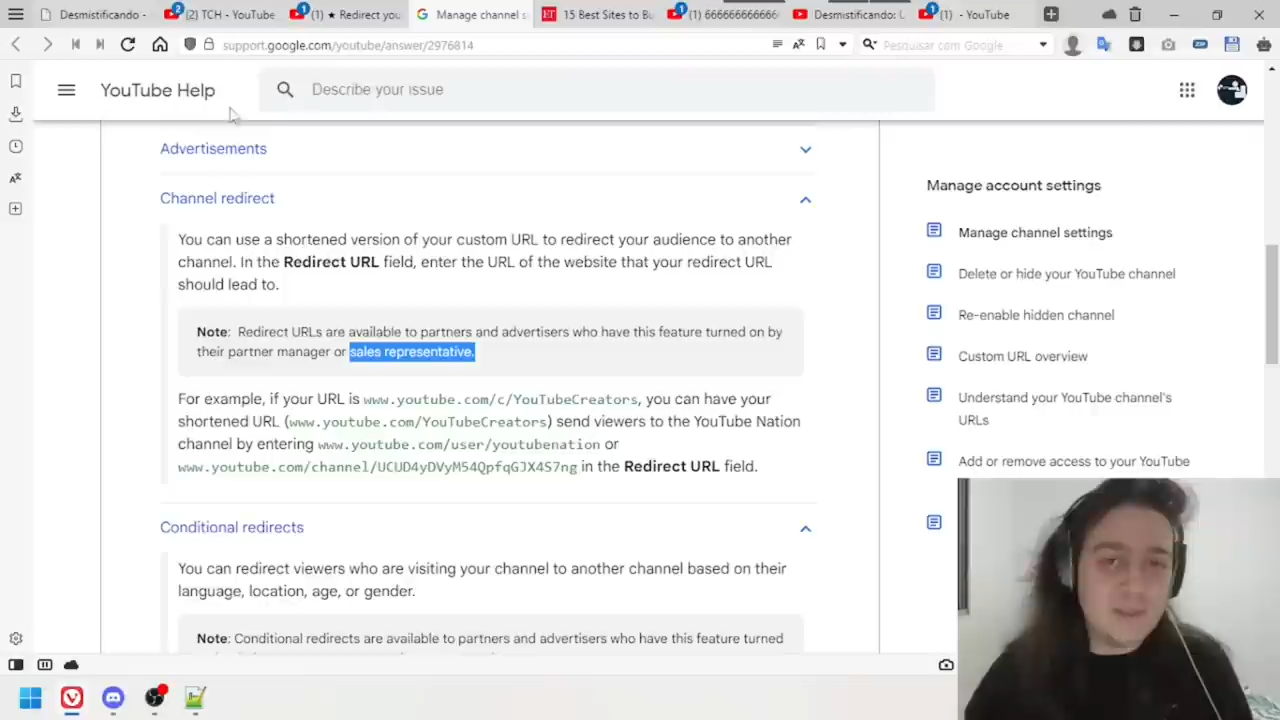 Desmistificando
(2) TCH - YouTube
(1) ★ Redirect you
Manage channel s
15 Best Sites to Bu
(1) 6666666666666
Desmistificando: U
(1) - YouTube
support.google.com/youtube/answer/2976814
Pesquisar com Google
YouTube Help
Describe your issue
Advertisements
Channel redirect
You can use a shortened version of your custom URL to redirect your audience to another
channel. In the Redirect URL field, enter the URL of the website that your redirect URL
should lead to.
Note: Redirect URLs are available to partners and advertisers who have this feature turned on by
their partner manager or sales representative.
For example, if your URL is www.youtube.com/c/YouTubeCreators, you can have your
shortened URL (www.youtube.com/YouTubeCreators) send viewers to the YouTube Nation
channel by entering www.youtube.com/user/youtubenation or
www.youtube.com/channel/UCUD4yDVyM54QpfqGJX4S7ng in the Redirect URL field.
Conditional redirects
You can redirect viewers who are visiting your channel to another channel based on their
language, location, age, or gender.
Note: Conditional redirects are available to partners and advertisers who have this feature turned
Manage account settings
Manage channel settings
Delete or hide your YouTube channel
Re-enable hidden channel
Custom URL overview
Understand your YouTube channel's
URLs
Add or remove access to your YouTube